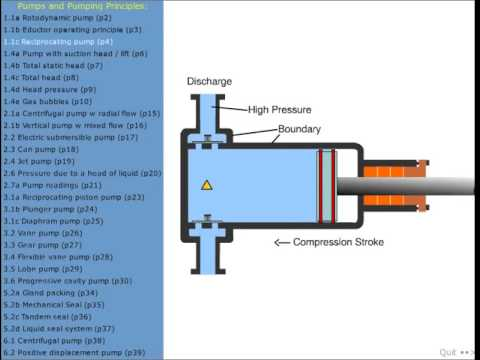 Pumps and Pumping Principles:
1.1a Rotodynamic pump (p2)
1.1b Eductor operating principle (p3)
1.1c Reciprocating pump (p4)
1.4a Pump with suction head / lift (p6)
1.4b Total static head (p7)
1.4c Total head (p8)
1.4d Head pressure (p9)
1.4e Gas bubbles (p10)
2.1a Centrifugal pump w radial flow (p15)
2.1b Vertical pump w mixed flow (p16)
2.2 Electric submersible pump (p17)
2.3 Can pump (p18)
2.4 Jet pump (p19)
2.6 Pressure due to a head of liquid (p20)
2.7a Pump readings (p21)
3.1a Reciprocating piston pump (p23)
3.1b Plunger pump (p24)
3.1c Diaphram pump (p25)
3.2 Vane pump (p26)
3.3 Gear pump (p27)
3.4 Flexible vane pump (p28)
3.5 Lobe pump (p29)
3.6 Progressive cavity pump (p30)
5.2a Gland packing (p34)
5.2b Mechanical Seal (p35)
5.2c Tandem seal (p36)
5.2d Liquid seal system (p37)
6.1 Centrifugal pump (p38)
6.2 Positive displacement pump (p39)
Discharge
High Pressure
Boundary
Compression Stroke
Quit